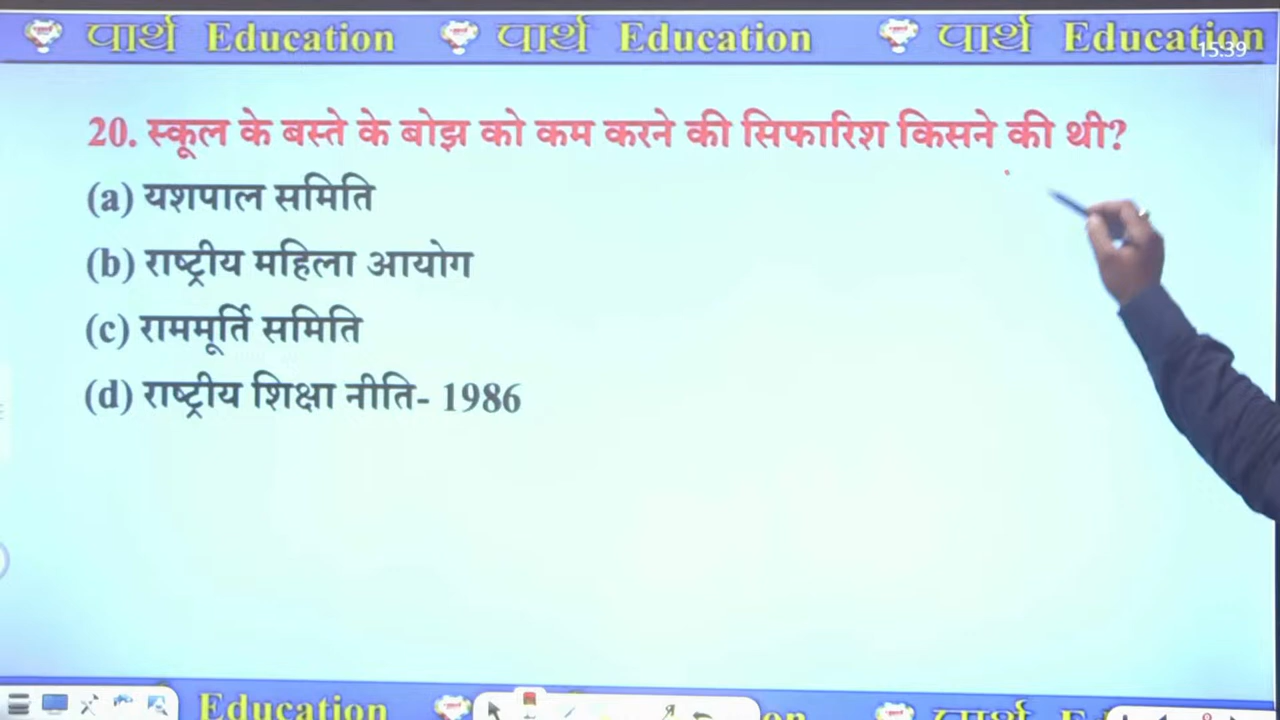 पार्थ Education पार्थ Education पार्थ Education
15:39
20. स्कूल के बस्ते के बोझ को कम करने की सिफारिश किसने की थी?
(a) यशपाल समिति
(b) राष्ट्रीय महिला आयोग
(c) राममूर्ति समिति
(d) राष्ट्रीय शिक्षा नीति- 1986
Education